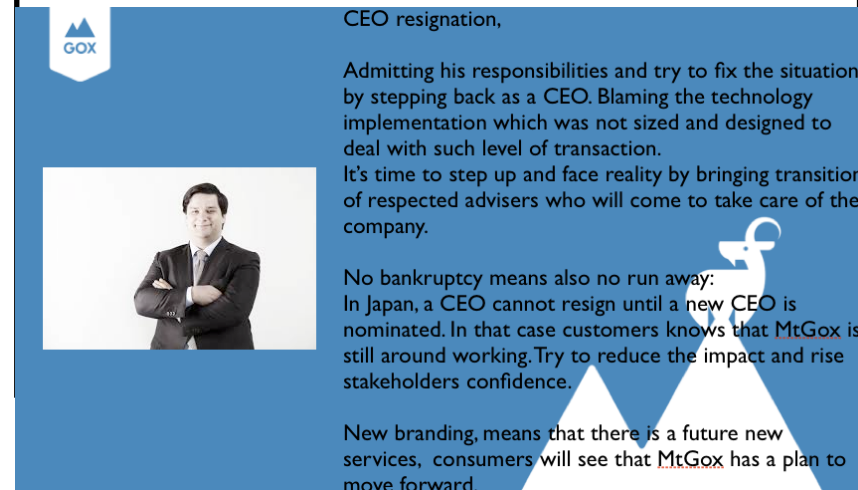 GOX
CEO resignation,
Admitting his responsibilities and try to fix the situation
by stepping back as a CEO. Blaming the technology
implementation which was not sized and designed to
deal with such level of transaction.
It's time to step up and face reality by bringing transition
of respected advisers who will come to take care of the
company.
No bankruptcy means also no run away:
In Japan, a CEO cannot resign until a new CEO is
nominated. In that case customers knows that MtGox is
still around working. Try to reduce the impact and rise
stakeholders confidence.
New branding, means that there is a future new
services, consumers will see that MtGox has a plan to
move forward.